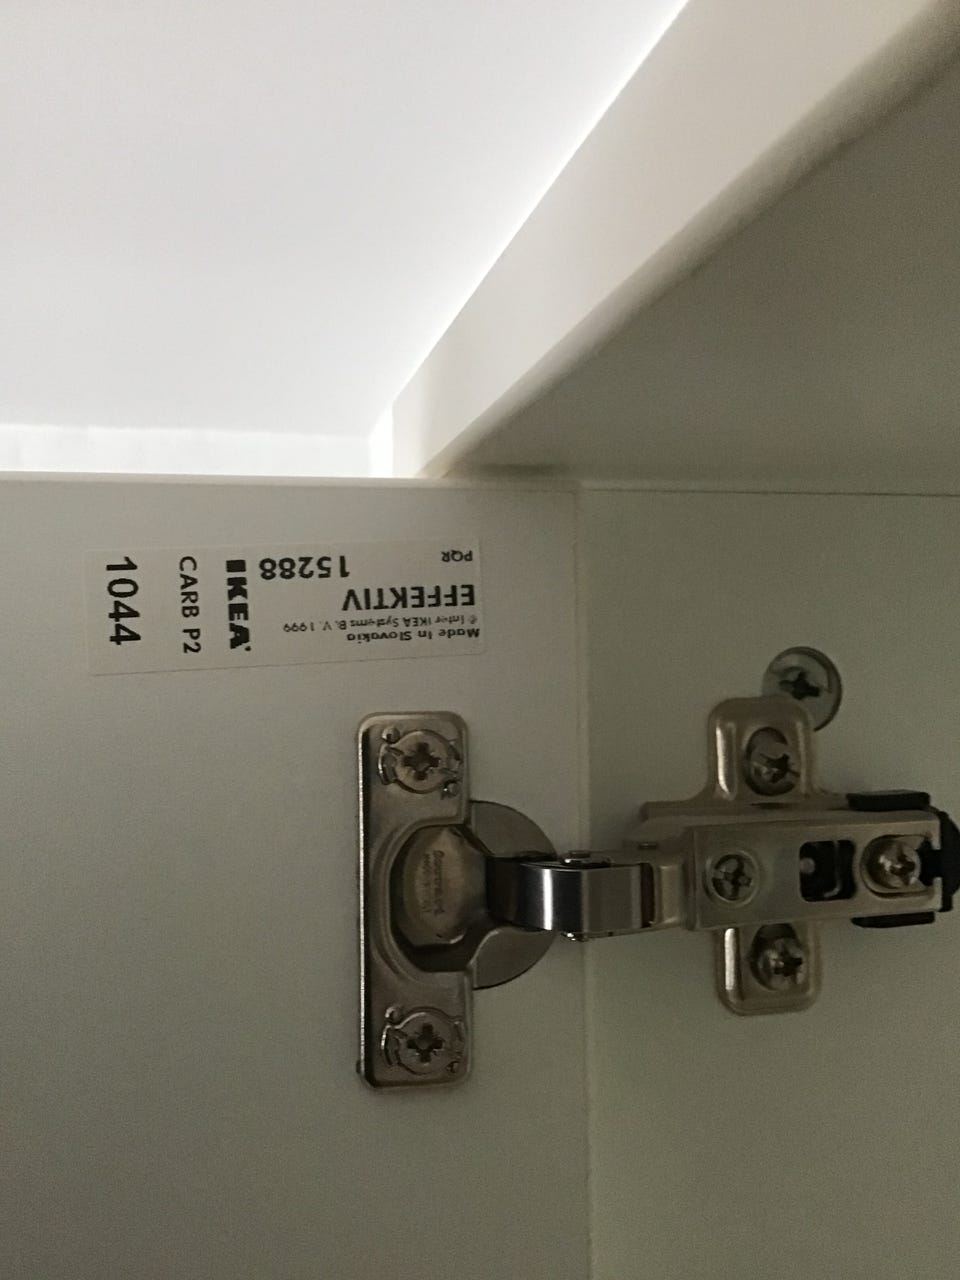 Made In Slovakia
© Inter IKEA Systems B. V. 1999
EFFEKTIV
15288
PQR
IKEA
CARB P2
1044